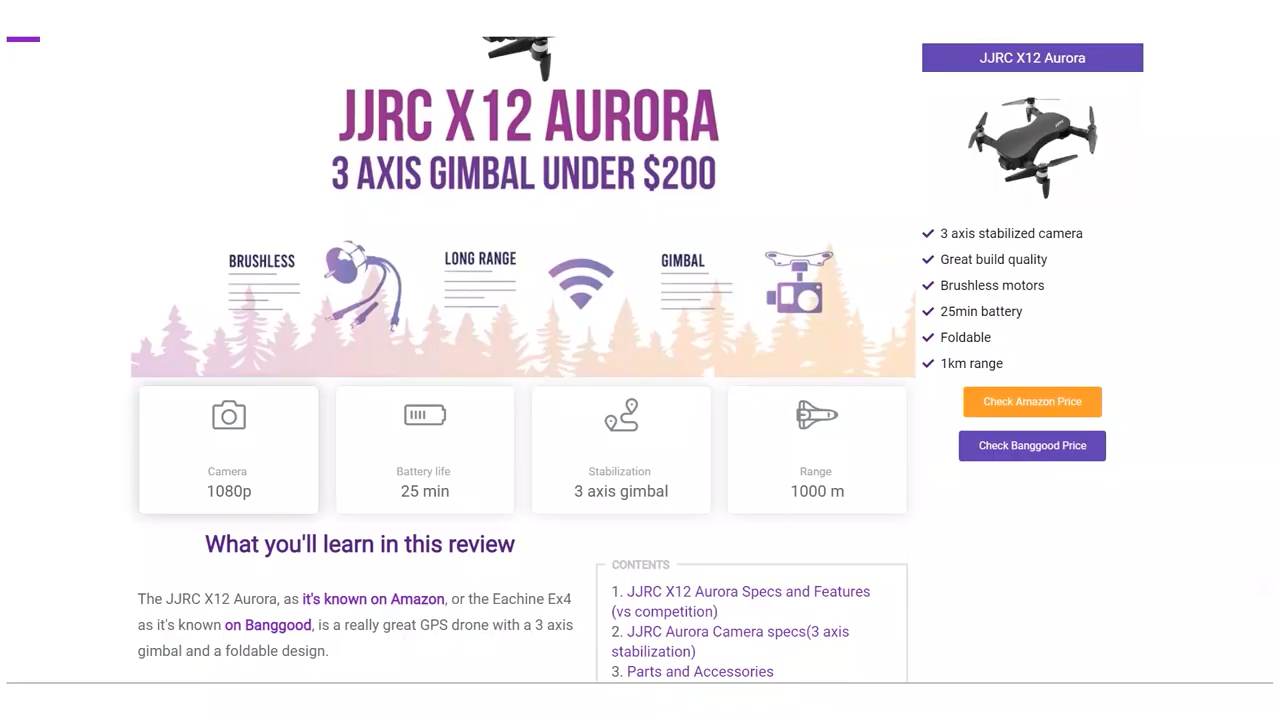 JJRC X12 AURORA
3 AXIS GIMBAL UNDER $200
BRUSHLESS
LONG RANGE
GIMBAL
Camera
1080p
Battery life
25 min
Stabilization
3 axis gimbal
Range
1000 m
What you'll learn in this review
The JJRC X12 Aurora, as it's known on Amazon, or the Eachine Ex4
as it's known on Banggood, is a really great GPS drone with a 3 axis
gimbal and a foldable design.
CONTENTS
1. JJRC X12 Aurora Specs and Features
(vs competition)
2. JJRC Aurora Camera specs(3 axis
stabilization)
3. Parts and Accessories
JJRC X12 Aurora
3 axis stabilized camera
Great build quality
Brushless motors
25min battery
Foldable
1km range
Check Amazon Price
Check Banggood Price